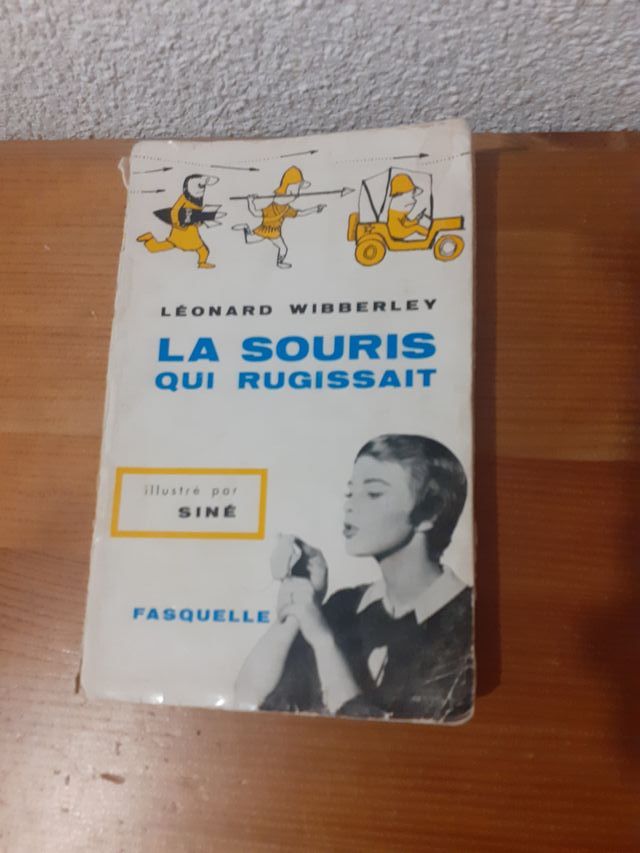 LÉONARD WIBBERLEY
LA SOURIS
QUI RUGISSAIT
illustré par
SINÉ
FASQUELLE